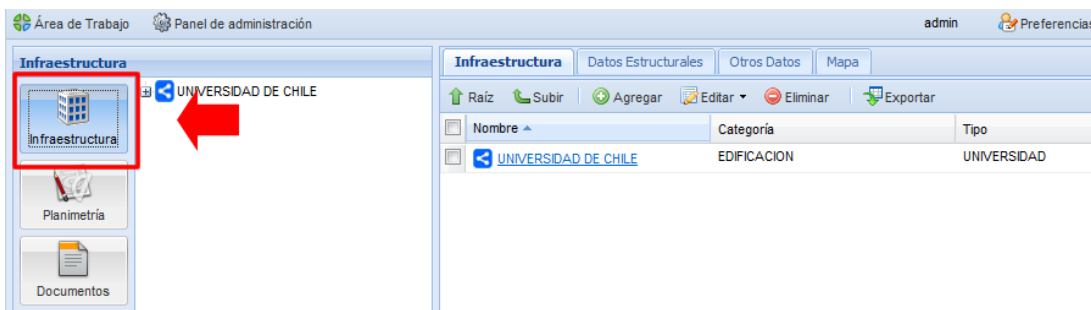 Área de Trabajo Panel de administración admin Preferencias
Infraestructura
Infraestructura
Planimetría
Documentos
UNIVERSIDAD DE CHILE
Infraestructura Datos Estructurales Otros Datos Mapa
Raíz Subir Agregar Editar Eliminar Exportar
Nombre Categoría Tipo
UNIVERSIDAD DE CHILE EDIFICACION UNIVERSIDAD